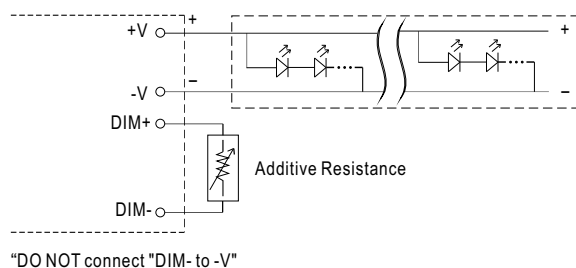 +V
+
-V
–
DIM+
DIM-
Additive Resistance
+
–
“DO NOT connect "DIM- to -V"